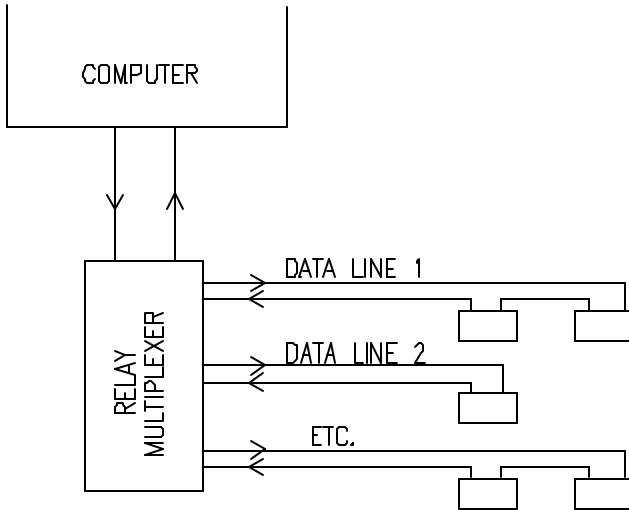 COMPUTER
DATA LINE 1
RELAY
MULTIPLEXER
DATA LINE 2
ETC.